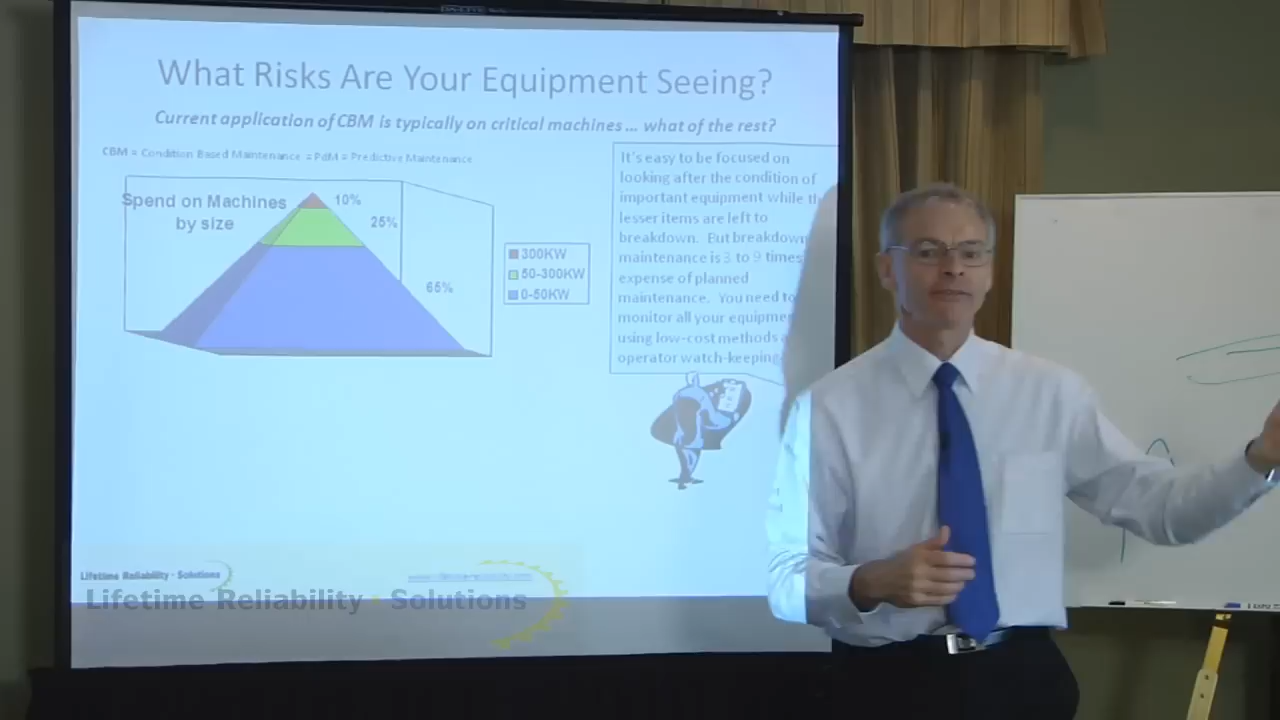 What Risks Are Your Equipment Seeing?
Current application of CBM is typically on critical machines ... what of the rest?
CBM = Condition Based Maintenance = PdM = Predictive Maintenance
Spend on Machines
by size
10%
25%
65%
300KW
50-300KW
0-50KW
It's easy to be focused on
looking after the condition of
important equipment while
lesser items are left to
breakdown. But breakdown
maintenance is 3 to 9 times
expense of planned
maintenance. You need to
monitor all your
using low-cost methods
operator watch-keeping
Lifetime Reliability · Solutions
Lifetime Reliability · Solutions